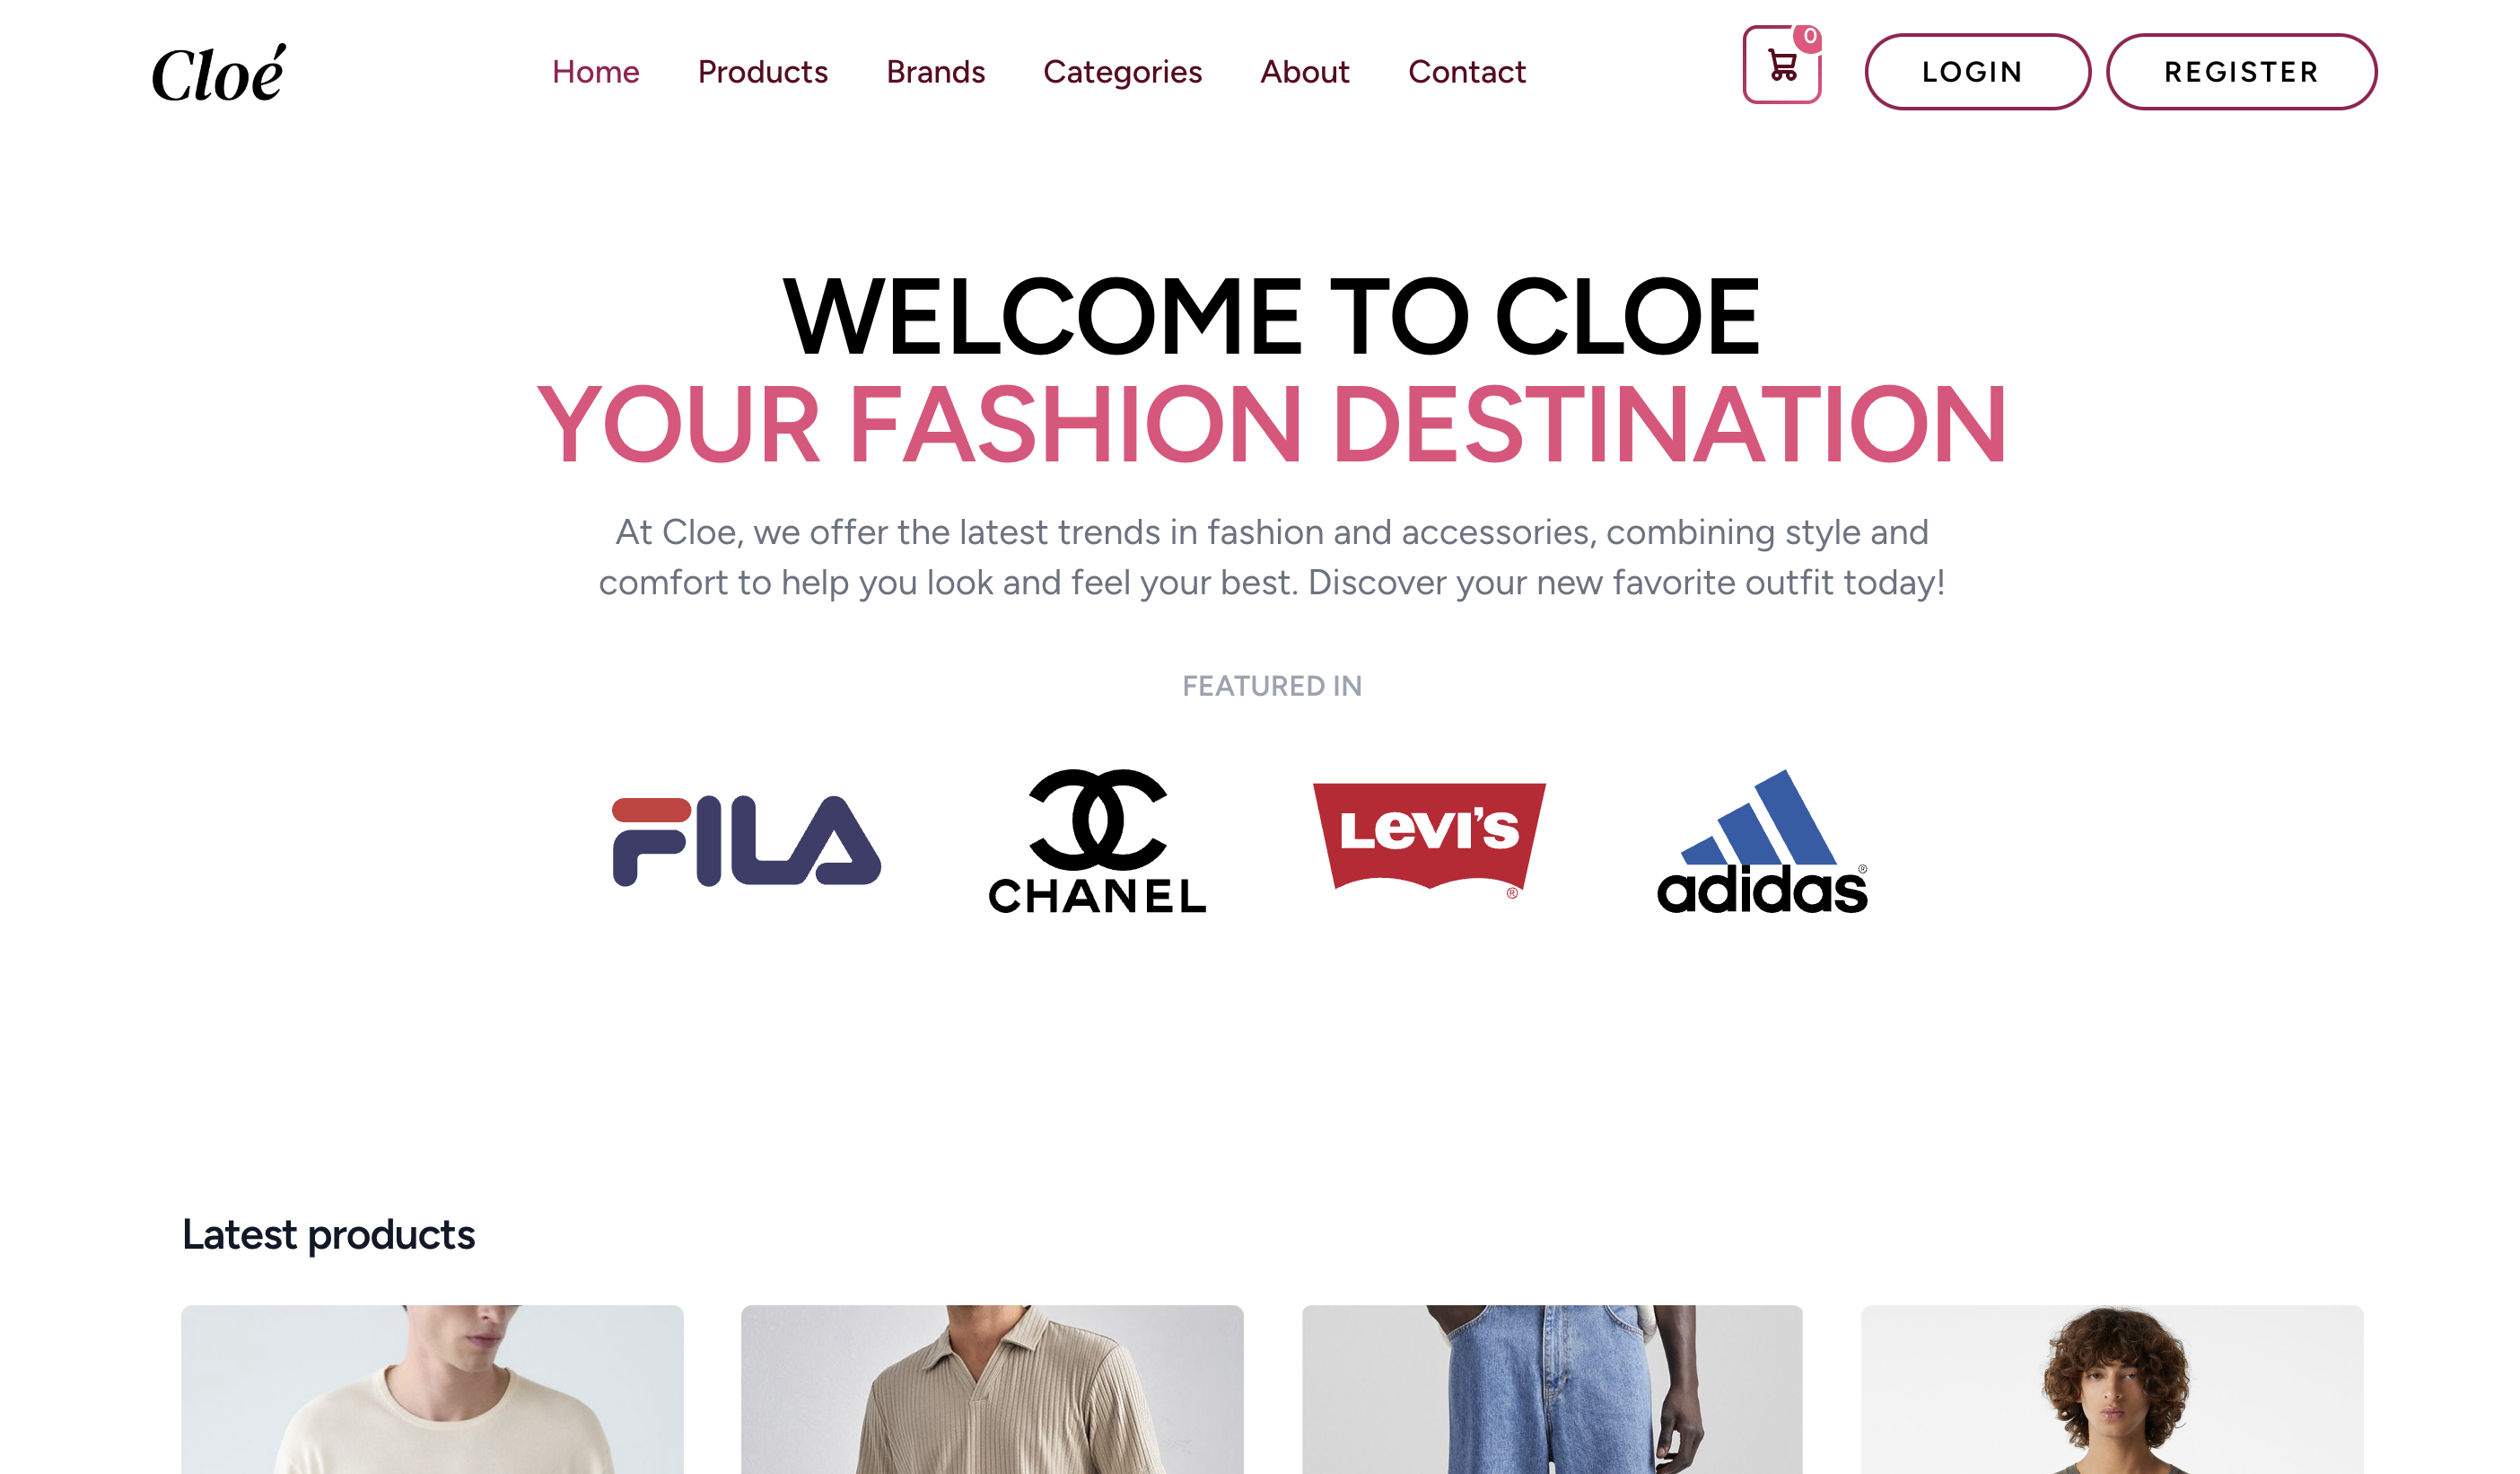 Cloé
Home Products Brands Categories About Contact
0
LOGIN REGISTER
WELCOME TO CLOE
YOUR FASHION DESTINATION
At Cloe, we offer the latest trends in fashion and accessories, combining style and
comfort to help you look and feel your best. Discover your new favorite outfit today!
FEATURED IN
FILA
CHANEL
LEVI'S ®
adidas ®
Latest products